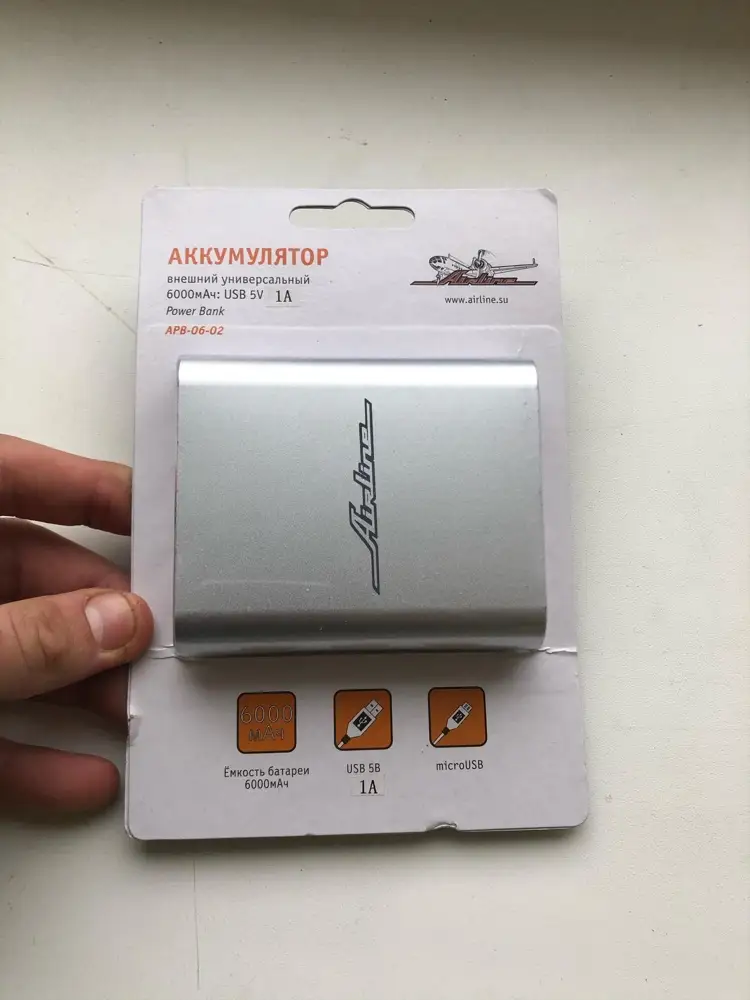 АККУМУЛЯТОР
внешний универсальный
6000мАч: USB 5V 1A
Power Bank
APB-06-02
Airline
www.airline.su
Airline
6000
мАч
Ёмкость батареи
6000мАч
USB 5В
1A
microUSB